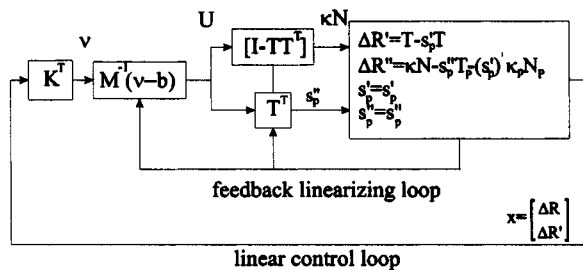 U
κN
ν
K^T
M^-T(ν−b)
[I-TT^T]
T^T
s_p''
ΔR'=T-s_p'T
ΔR''=κN-s_p''T_p-(s_p')' κ_pN_p
s_p'=s_p'
s_p''=s_p''
feedback linearizing loop
x=[ΔR
ΔR']
linear control loop